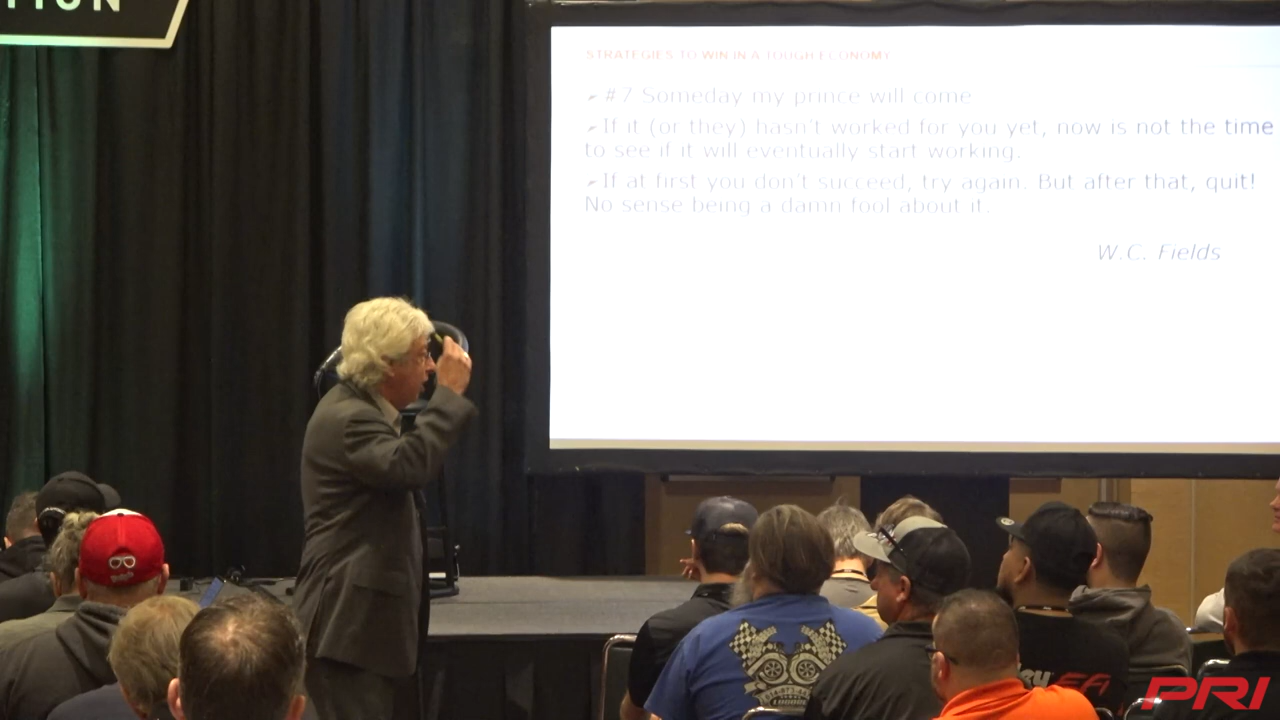 STRATEGIES TO WIN IN A TOUGH ECONOMY
#7 Someday my prince will come
If it (or they) hasn't worked for you yet, now is not the time
to see if it will eventually start working.
If at first you don't succeed, try again. But after that, quit!
No sense being a damn fool about it.
W.C. Fields
PRI